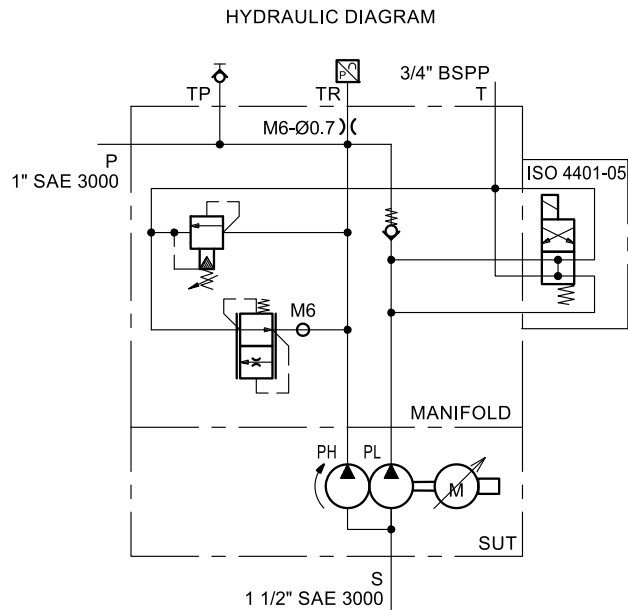 HYDRAULIC DIAGRAM
3/4" BSPP
TP
TR
T
P
M6-Ø0.7
P
1" SAE 3000
ISO 4401-05
M6
MANIFOLD
PH
PL
M
SUT
S
1 1/2" SAE 3000